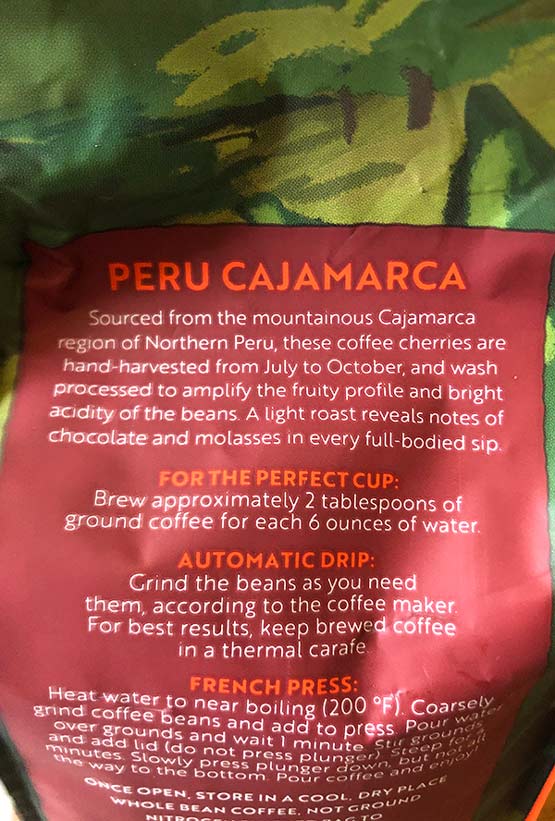 PERU CAJAMARCA
Sourced from the mountainous Cajamarca
region of Northern Peru, these coffee cherries are
hand-harvested from July to October, and wash
processed to amplify the fruity profile and bright
acidity of the beans. A light roast reveals notes of
chocolate and molasses in every full-bodied sip.
FOR THE PERFECT CUP:
Brew approximately 2 tablespoons of
ground coffee for each 6 ounces of water.
AUTOMATIC DRIP:
Grind the beans as you need
them, according to the coffee maker.
For best results, keep brewed coffee
in a thermal carafe.
FRENCH PRESS:
Heat water to near boiling (200 °F). Coarsely
grind coffee beans and add to press. Pour water
over grounds and wait 1 minute. Stir grounds
and add lid (do not press plunger). Steep
minutes. Slowly press plunger down, but not all
the way to the bottom. Pour coffee and enjoy!
ONCE OPEN, STORE IN A COOL, DRY PLACE
WHOLE BEAN COFFEE, NOT GROUND
BAG TO